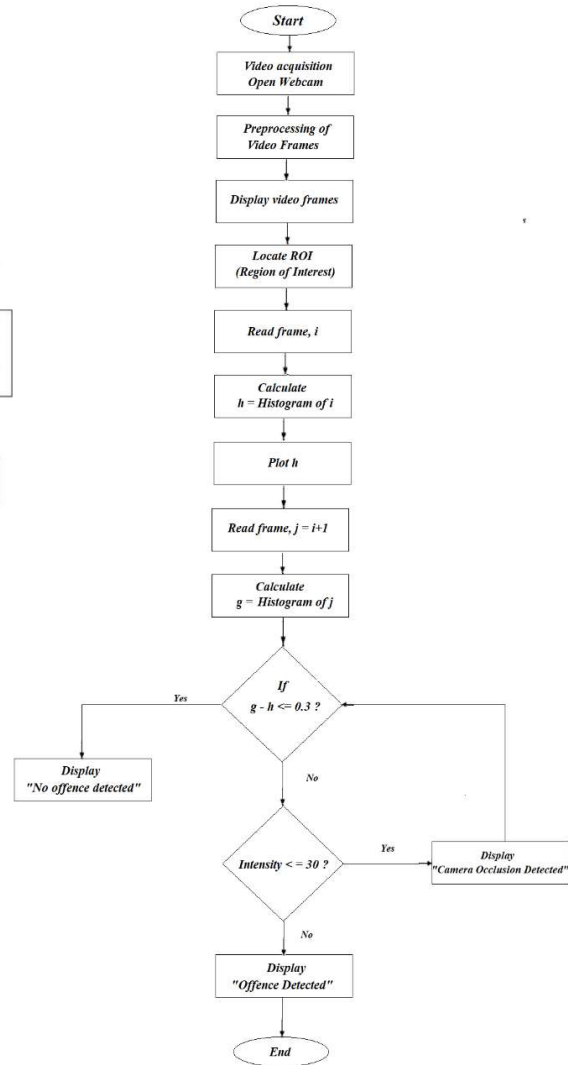 Start
Video acquisition
Open Webcam
Preprocessing of
Video Frames
Display video frames
Locate ROI
(Region of Interest)
Read frame, i
Calculate
h = Histogram of i
Plot h
Read frame, j = i+1
Calculate
g = Histogram of j
If
g - h <= 0.3 ?
Yes
Display
"No offence detected"
No
Intensity < = 30 ?
Yes
Display
"Camera Occlusion Detected"
No
Display
"Offence Detected"
End